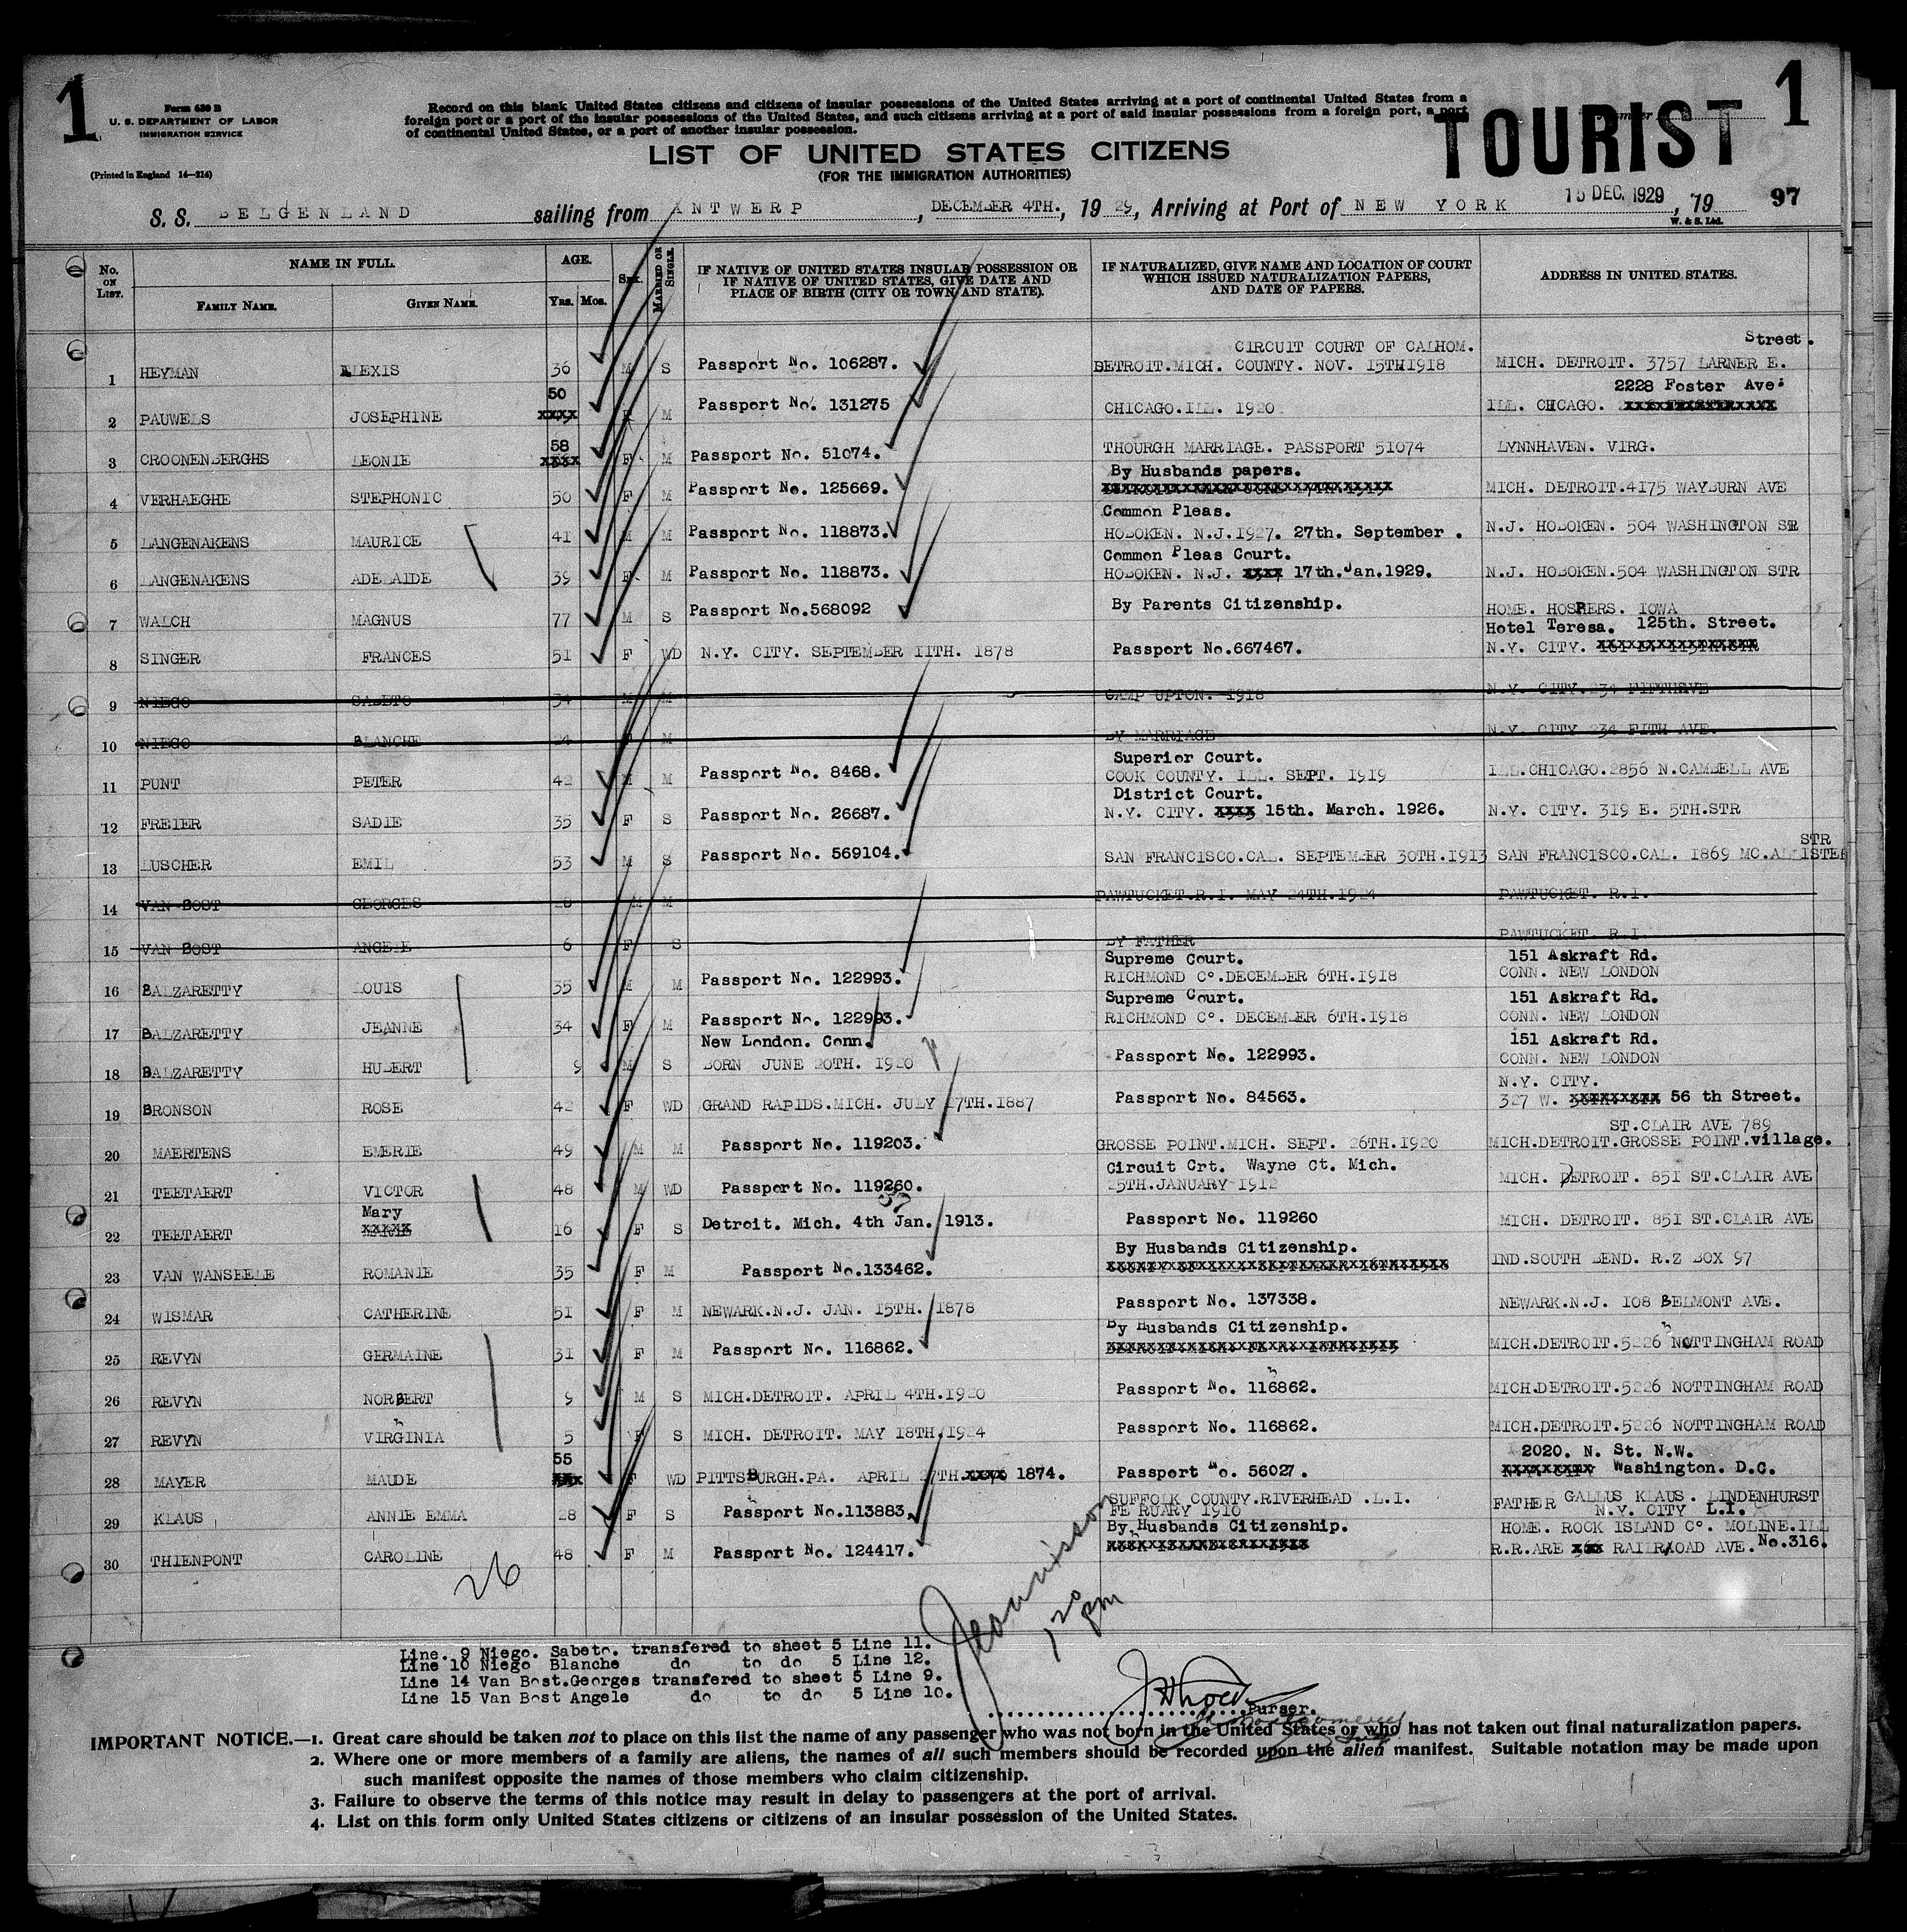 1
Form 630 B
U. S. DEPARTMENT OF LABOR
IMMIGRATION SERVICE
(Printed in England 14—214)
Record on this blank United States citizens and citizens of insular possessions of the United States arriving at a port of continental United States from a
foreign port or a port of the insular possessions of the United States, and such citizens arriving at a port of said insular possessions from a foreign port, a port
of continental United States, or a port of another insular possession.
TOURIST
1
LIST OF UNITED STATES CITIZENS
(FOR THE IMMIGRATION AUTHORITIES)
S. S. BELGENLAND sailing from ANTWERP, DECEMBER 4TH., 19 29, Arriving at Port of NEW YORK 15 DEC. 1929, 19 97
W. & S. Ltd.
No. ON LIST. NAME IN FULL. FAMILY NAME. GIVEN NAME. AGE. Yrs. Mos. SEX. MARRIED OR SINGLE. IF NATIVE OF UNITED STATES INSULAR POSSESSION OR IF NATIVE OF UNITED STATES, GIVE DATE AND PLACE OF BIRTH (CITY OR TOWN AND STATE). IF NATURALIZED, GIVE NAME AND LOCATION OF COURT WHICH ISSUED NATURALIZATION PAPERS, AND DATE OF PAPERS. ADDRESS IN UNITED STATES.
CIRCUIT COURT OF CALHOM. Street.
1 HEYMAN ALEXIS 36 M S Passport No. 106287. DETROIT.MICH. COUNTY. NOV. 15TH1918 MICH. DETROIT. 3757 LARNER E.
50 2228 Foster Ave:
2 PAUWELS JOSEPHINE xxxx F M Passport No. 131275 CHICAGO.ILL. 1920 ILL. CHICAGO.
58
3 CROONENBERGHS LEONIE xxxx F M Passport No. 51074. THOURGH MARRIAGE. PASSPORT 51074 LYNNHAVEN. VIRG.
By Husbands papers.
4 VERHAEGHE STEPHONIC 50 F M Passport No. 125669. MICH. DETROIT.4175 WAYBURN AVE
Common Pleas.
5 LANGENAKENS MAURICE 41 M M Passport No. 118873. HOBOKEN. N.J.1927. 27th. September . N.J. HOBOKEN. 504 WASHINGTON STR
Common Pleas Court.
6 LANGENAKENS ADELAIDE 39 F M Passport No. 118873. HOBOKEN. N.J. xxxx 17th.Jan.1929. N.J. HOBOKEN.504 WASHINGTON STR
7 WALCH MAGNUS 77 M S Passport No.568092 By Parents Citizenship. HOME. HOSPERS. IOWA
Hotel Teresa. 125th. Street.
8 SINGER FRANCES 51 F WD N.Y. CITY. SEPTEMBER 11TH. 1878 Passport No.667467. N.Y. CITY.
9 NIEGO SABETO 34 M M CAMP UPTON. 1918 N.Y. CITY.234 FIFTHAVE
10 NIEGO BLANCHE 24 F M BY MARRIAGE N.Y. CITY 234 FITH AVE.
Superior Court.
11 PUNT PETER 42 M M Passport No. 8468. COOK COUNTY. ILL. SEPT. 1919 ILL.CHICAGO.2856 N.CAMBELL AVE
District Court.
12 FREIER SADIE 35 F S Passport No. 26687. N.Y. CITY. xxxx 15th. March. 1926. N.Y. CITY. 319 E. 5TH.STR
STR
13 LUSCHER EMIL 53 M S Passport No. 569104. SAN FRANCISCO.CAL. SEPTEMBER 30TH.1913 SAN FRANCISCO.CAL. 1869 MC.ALLISTER
14 VAN BOST GEORGES 28 M M PAWTUCKET.R.I. MAY 24TH.1924 PAWTUCKET. R.I.
15 VAN BOST ANGELE 6 F S BY FATHER PAWTUCKET. R.I.
Supreme Court. 151 Askraft Rd.
16 BALZARETTY LOUIS 35 M M Passport No. 122993. RICHMOND Co.DECEMBER 6TH.1918 CONN. NEW LONDON
Supreme Court. 151 Askraft Rd.
17 BALZARETTY JEANNE 34 F M Passport No. 122993. RICHMOND Co. DECEMBER 6TH.1918 CONN. NEW LONDON
New London. Conn. 151 Askraft Rd.
18 BALZARETTY HUBERT 9 M S BORN JUNE 20TH. 1920 Passport No. 122993. CONN. NEW LONDON
N.Y. CITY.
19 BRONSON ROSE 42 F WD GRAND RAPIDS.MICH. JULY 27TH.1887 Passport No. 84563. 327 W. 56 th Street.
ST.CLAIR AVE 789
20 MAERTENS EMERIE 49 M M Passport No. 119203. GROSSE POINT.MICH. SEPT. 26TH.1920 MICH.DETROIT.GROSSE POINT.village.
Circuit Crt. Wayne Ct. Mich.
21 TEETAERT VICTOR 48 M WD Passport No. 119260. 25TH.JANUARY 1912 MICH. DETROIT. 851 ST.CLAIR AVE
Mary
22 TEETAERT xxxxx 16 F S Detroit. Mich. 4th Jan. 1913. Passport No. 119260 MICH. DETROIT. 851 ST.CLAIR AVE
By Husbands Citizenship.
23 VAN WANSEELE ROMANIE 35 F M Passport No.133462. IND.SOUTH BEND. R.Z BOX 97
24 WISMAR CATHERINE 51 F M NEWARK.N.J. JAN. 15TH. 1878 Passport No. 137338. NEWARK.N.J. 108 BELMONT AVE.
By Husbands Citizenship.
25 REVYN GERMAINE 31 F M Passport No. 116862. MICH.DETROIT.5226 NOTTINGHAM ROAD
26 REVYN NORBERT 9 M S MICH.DETROIT. APRIL 4TH.1920 Passport No. 116862. MICH.DETROIT.5226 NOTTINGHAM ROAD
27 REVYN VIRGINIA 5 F S MICH. DETROIT. MAY 18TH.1924 Passport No. 116862. MICH.DETROIT.5226 NOTTINGHAM ROAD
55 2020. N. St. N.W.
28 MAYER MAUDE xxx F WD PITTSBURGH.PA. APRIL 27TH.xxxx 1874. Passport No. 56027. Washington. D.C.
SUFFOLK COUNTY.RIVERHEAD .L.I. GALLUS KLAUS. LINDENHURST
29 KLAUS ANNIE EMMA 28 F S Passport No.113883. FE RUARY 1910 FATHER N.Y. CITY L.I.
By Husbands Citizenship. HOME. ROCK ISLAND Co. MOLINE.ILL
30 THIENPONT CAROLINE 48 F M Passport No. 124417. R.R.ARE xxx RAILROAD AVE. No.316.
26
1 20 pm
Line. 9 Niego. Sabeto. transfered to sheet 5 Line 11.
Line 10 Niego Blanche do to do 5 Line 12.
Line 14 Van Bost.Georges transfered to sheet 5 Line 9.
Line 15 Van Bost Angele do to do 5 Line 10.
Purser.
IMPORTANT NOTICE.—1. Great care should be taken not to place on this list the name of any passenger who was not born in the United States or who has not taken out final naturalization papers.
2. Where one or more members of a family are aliens, the names of all such members should be recorded upon the alien manifest. Suitable notation may be made upon
such manifest opposite the names of those members who claim citizenship.
3. Failure to observe the terms of this notice may result in delay to passengers at the port of arrival.
4. List on this form only United States citizens or citizens of an insular possession of the United States.